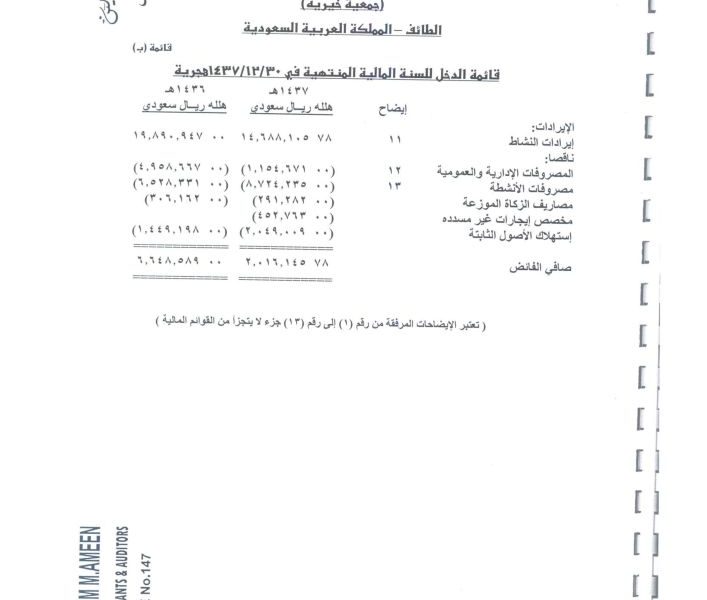 (جمعية خيرية)
الطائف – المملكة العربية السعودية
قائمة (ب)
قائمة الدخل للسنة المالية المنتهية في ١٤٣٧/١٢/٣٠هجرية
١٤٣٧هـ ١٤٣٦هـ
إيضاح هلله ريال سعودي هلله ريال سعودي
الإيرادات:
إيرادات النشاط ١١ ٧٨ ١٤,٦٨٨,١٠٥ ٠٠ ١٩,٨٩٠,٩٤٧
ناقصا:
المصروفات الإدارية والعمومية ١٢ (٠٠ ١,١٥٤,٦٧١) (٠٠ ٤,٩٥٨,٦٦٧)
مصروفات الأنشطة ١٣ (٠٠ ٨,٧٢٤,٢٣٥) (٠٠ ٦,٥٢٨,٣٣١)
مصاريف الزكاة الموزعة (٠٠ ٢٩١,٢٨٢) (٠٠ ٣٠٦,١٦٢)
مخصص إيجارات غير مسدده (٠٠ ٤٥٢,٧٦٣)
إستهلاك الأصول الثابتة (٠٠ ٢,٠٤٩,٠٠٩) (٠٠ ١,٤٤٩,١٩٨)
صافي الفائض ٧٨ ٢,٠١٦,١٤٥ ٠٠ ٦,٦٤٨,٥٨٩
( تعتبر الإيضاحات المرفقة من رقم (١) إلى رقم (١٣) جزء لا يتجزأ من القوائم المالية )
M M.AMEEN
ANTS & AUDITORS
No.147